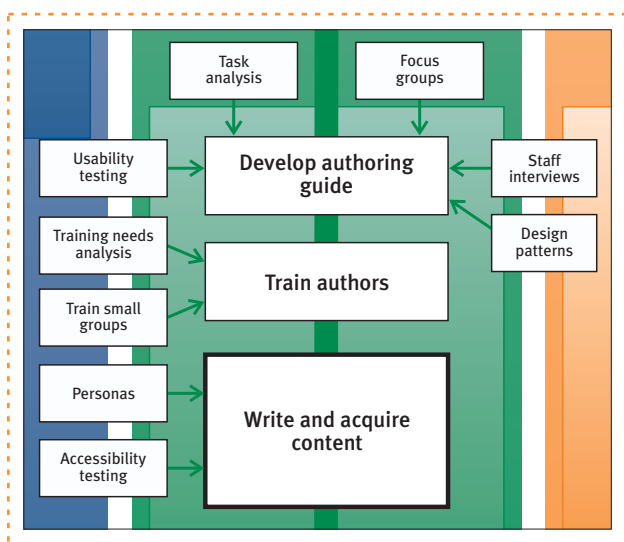 Task
analysis
Focus
groups
Usability
testing
Develop authoring
guide
Staff
interviews
Training needs
analysis
Design
patterns
Train authors
Train small
groups
Personas
Write and acquire
content
Accessibility
testing